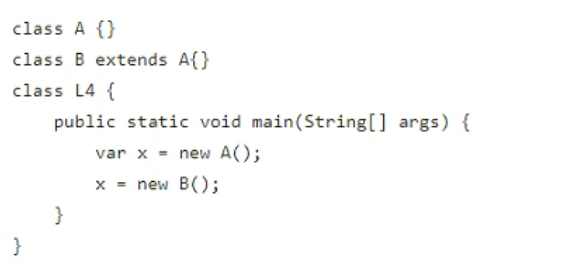 class A {}
class B extends A{}
class L4 {
    public static void main(String[] args) {
        var x = new A();
        x = new B();
    }
}